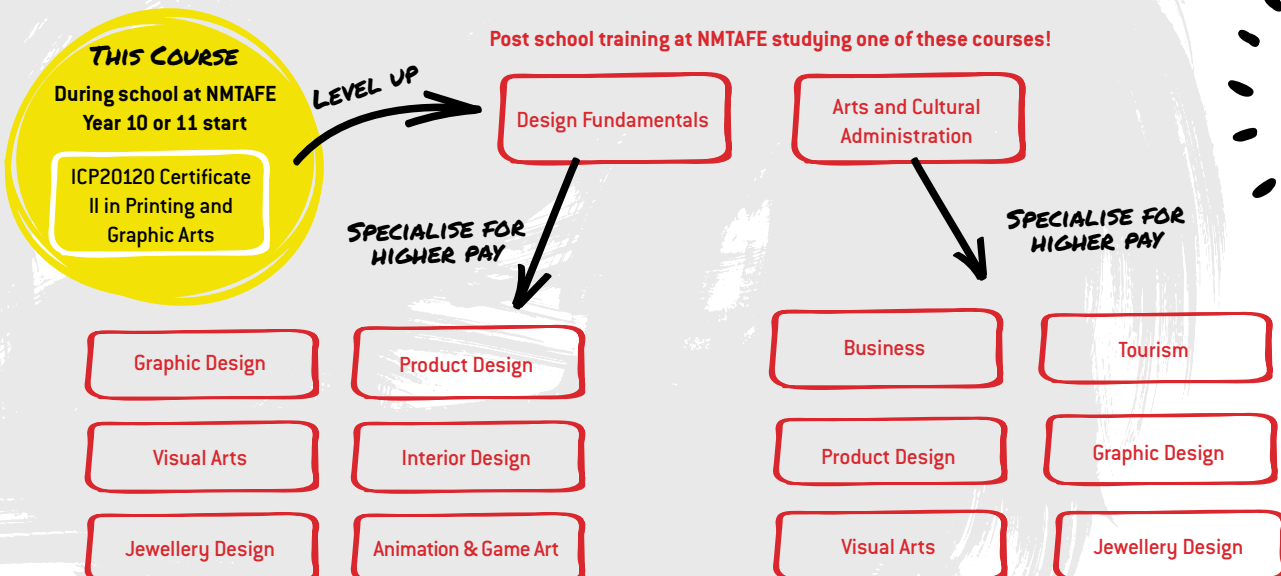 THIS COURSE
During school at NMTAFE
Year 10 or 11 start
ICP20120 Certificate
II in Printing and
Graphic Arts
LEVEL UP
Post school training at NMTAFE studying one of these courses!
Design Fundamentals
Arts and Cultural
Administration
SPECIALISE FOR
HIGHER PAY
SPECIALISE FOR
HIGHER PAY
Graphic Design
Product Design
Visual Arts
Interior Design
Jewellery Design
Animation & Game Art
Business
Tourism
Product Design
Graphic Design
Visual Arts
Jewellery Design